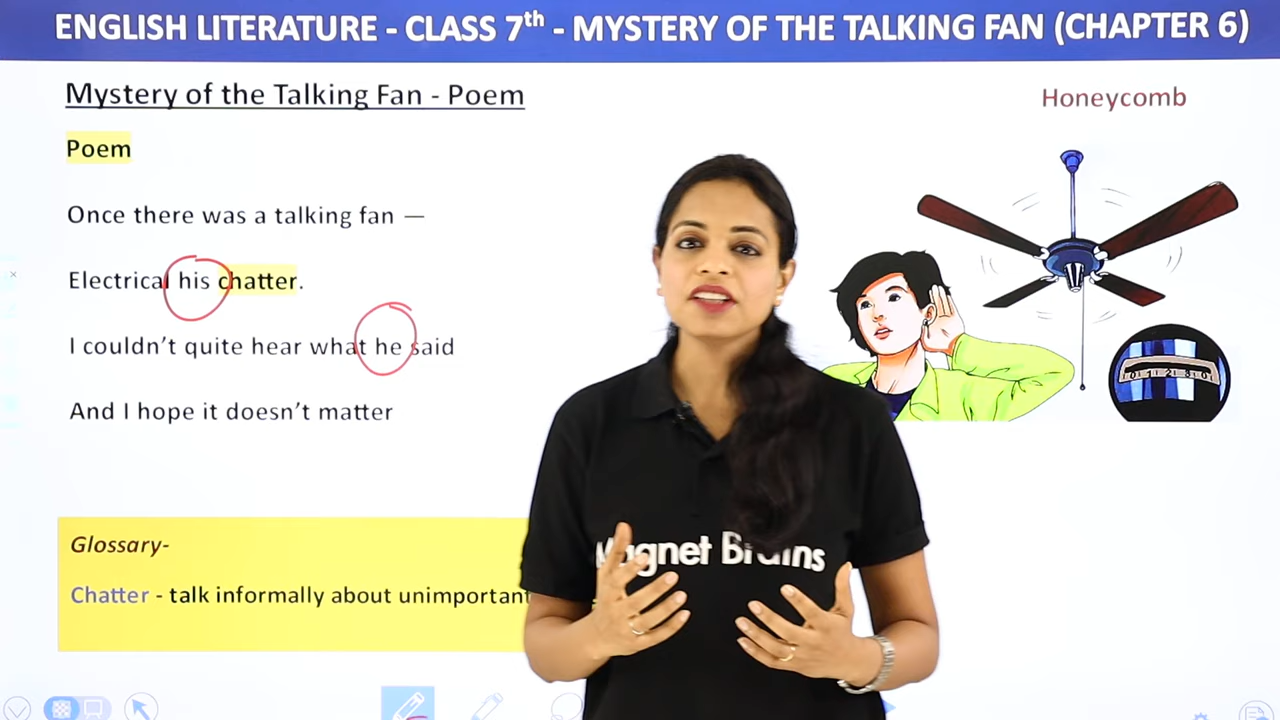 ENGLISH LITERATURE - CLASS 7th - MYSTERY OF THE TALKING FAN (CHAPTER 6)
Mystery of the Talking Fan - Poem
Honeycomb
Poem
Once there was a talking fan —
Electrical his chatter.
I couldn't quite hear what he said
And I hope it doesn't matter
Glossary-
Chatter - talk informally about unimportant
Magnet Brains